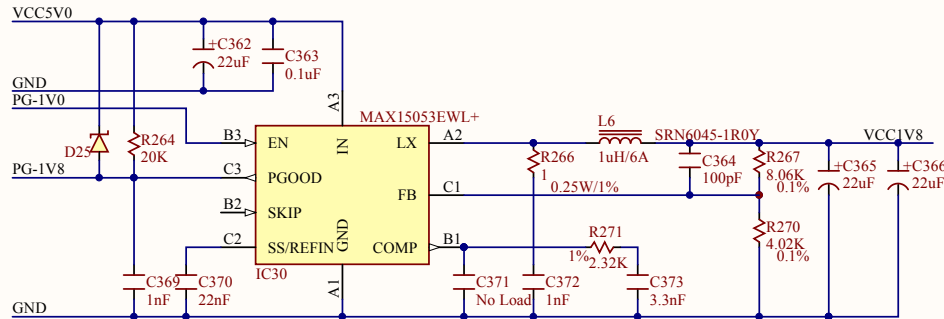 VCC5V0
+C362
22uF
C363
0.1uF
GND
PG-1V0
A3
MAX15053EWL+
L6
SRN6045-1R0Y
VCC1V8
B3
EN
IN
LX
A2
1uH/6A
D25
R264
20K
R266
1
0.25W/1%
C364
100pF
R267
8.06K
0.1%
+C365
22uF
+C366
22uF
PG-1V8
C3
PGOOD
FB
C1
B2
SKIP
R270
4.02K
0.1%
C2
SS/REFIN
GND
COMP
B1
R271
1%
2.32K
IC30
A1
C369
1nF
C370
22nF
C371
No Load
C372
1nF
C373
3.3nF
GND